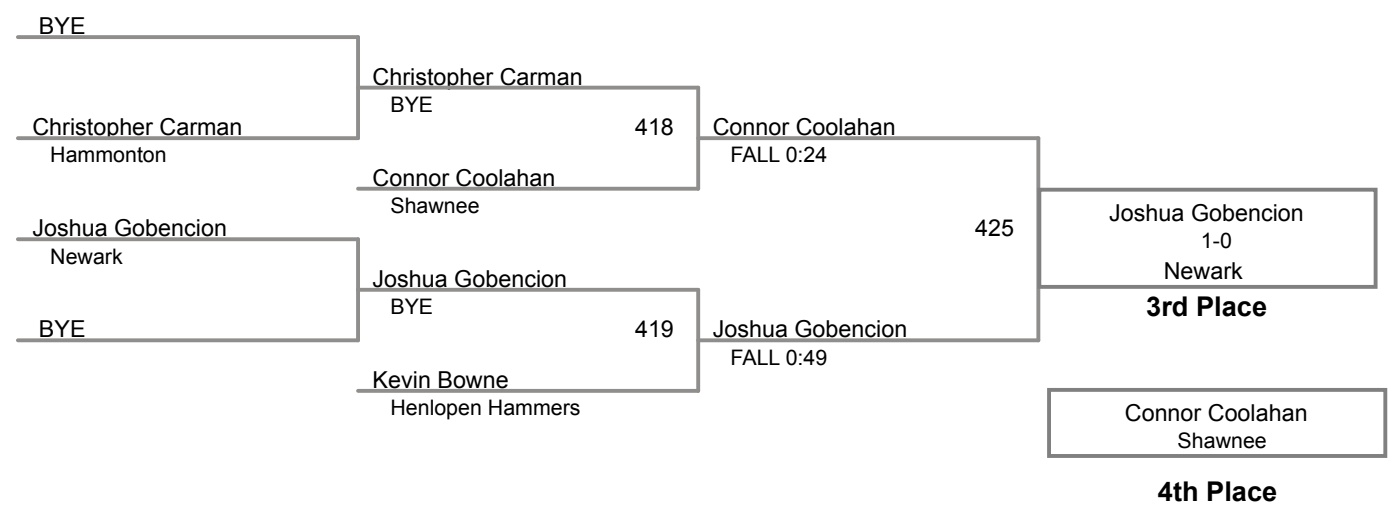 BYE
Christopher Carman
BYE
Christopher Carman
Hammonton
418
Connor Coolahan
FALL 0:24
Connor Coolahan
Shawnee
Joshua Gobencion
Newark
425
Joshua Gobencion
1-0
Newark
3rd Place
Joshua Gobencion
BYE
BYE
419
Joshua Gobencion
FALL 0:49
Kevin Bowne
Henlopen Hammers
Connor Coolahan
Shawnee
4th Place